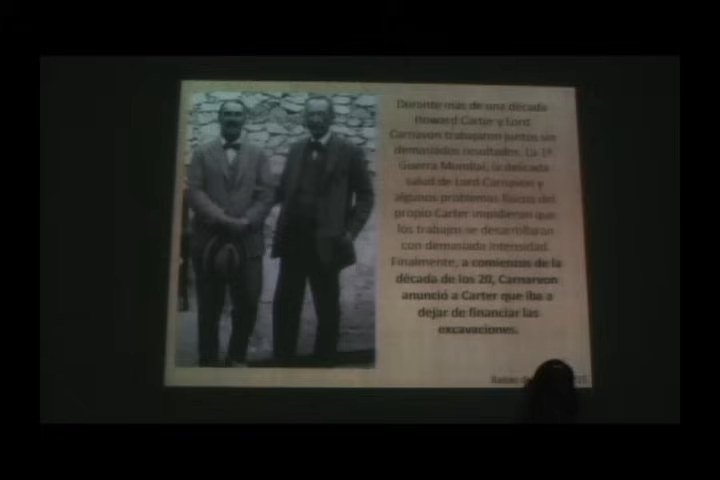 Durante más de una década
Howard Carter y Lord
Carnavon trabajaron juntos sin
demasiados resultados. La 1ª
Guerra Mundial, la delicada
salud de Lord Carnavon y
algunos problemas físicos del
propio Carter impidieron que
los trabajos se desarrollaran
con demasiada intensidad.
Finalmente, a comienzos de la
década de los 20, Carnarvon
anunció a Carter que iba a
dejar de financiar las
excavaciones.